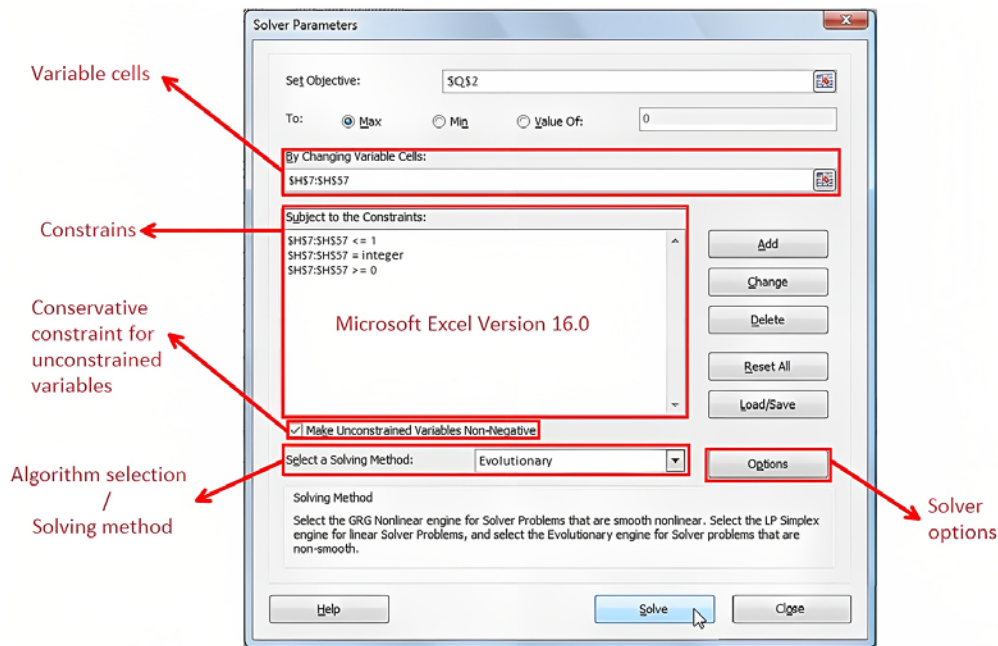 Solver Parameters
x
Variable cells
Set Objective:
$Q$2
To:
Max
Min
Value Of:
0
By Changing Variable Cells:
$H$7:$H$57
Constrains
Subject to the Constraints:
$H$7:$H$57 <= 1
$H$7:$H$57 = integer
$H$7:$H$57 >= 0
Microsoft Excel Version 16.0
Add
Change
Delete
Reset All
Load/Save
Conservative
constraint for
unconstrained
variables
Make Unconstrained Variables Non-Negative
Algorithm selection
/
Solving method
Select a Solving Method:
Evolutionary
Options
Solver
options
Solving Method
Select the GRG Nonlinear engine for Solver Problems that are smooth nonlinear. Select the LP Simplex
engine for linear Solver Problems, and select the Evolutionary engine for Solver problems that are
non-smooth.
Help
Solve
Close